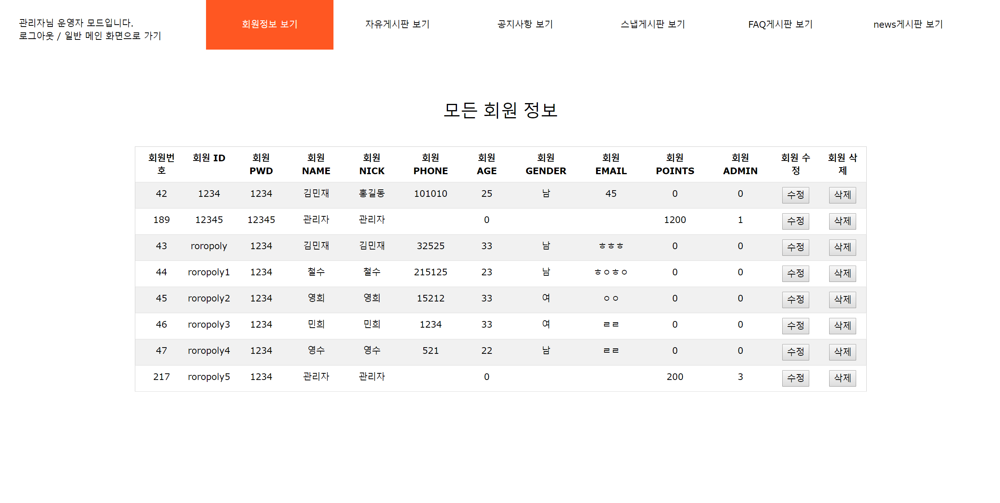 관리자님 운영자 모드입니다.
로그아웃 / 일반 메인 화면으로 가기
회원정보 보기 자유게시판 보기 공지사항 보기 스냅게시판 보기 FAQ게시판 보기 news게시판 보기
모든 회원 정보
회원번호 회원 ID 회원 PWD 회원 NAME 회원 NICK 회원 PHONE 회원 AGE 회원 GENDER 회원 EMAIL 회원 POINTS 회원 ADMIN 회원 수정 회원 삭제
42 1234 1234 김민재 홍길동 101010 25 남 45 0 0 수정 삭제
189 12345 12345 관리자 관리자 0 1200 1 수정 삭제
43 roropoly 1234 김민재 김민재 32525 33 남 ㅎㅎㅎ 0 0 수정 삭제
44 roropoly1 1234 철수 철수 215125 23 남 ㅎㅇㅎㅇ 0 0 수정 삭제
45 roropoly2 1234 영희 영희 15212 33 여 ㅇㅇ 0 0 수정 삭제
46 roropoly3 1234 민희 민희 1234 33 여 ㄹㄹ 0 0 수정 삭제
47 roropoly4 1234 영수 영수 521 22 남 ㄹㄹ 0 0 수정 삭제
217 roropoly5 1234 관리자 관리자 0 200 3 수정 삭제